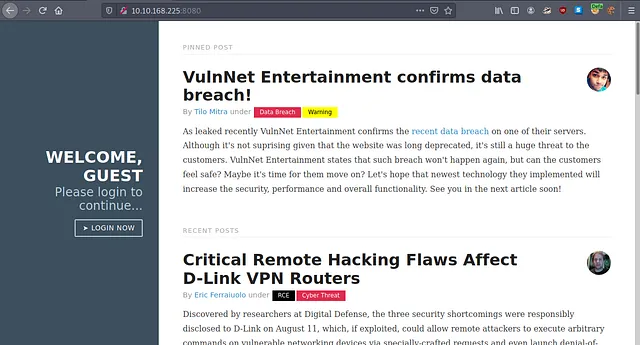 10.10.168.225:8080
PINNED POST
VulnNet Entertainment confirms data
breach!
By Tilo Mitra under Data Breach Warning
As leaked recently VulnNet Entertainment confirms the recent data breach on one of their servers.
Although it's not suprising given that the website was long deprecated, it's still a huge threat to the
customers. VulnNet Entertainment states that such breach won't happen again, but can the customers
feel safe? Maybe it's time for them move on? Let's hope that newest technology they implemented will
increase the security, performance and overall functionality. See you in the next article soon!
WELCOME,
GUEST
Please login to
continue...
➤ LOGIN NOW
RECENT POSTS
Critical Remote Hacking Flaws Affect
D-Link VPN Routers
By Eric Ferraiuolo under RCE Cyber Threat
Discovered by researchers at Digital Defense, the three security shortcomings were responsibly
disclosed to D-Link on August 11, which, if exploited, could allow remote attackers to execute arbitrary
commands on vulnerable networking devices via specially-crafted requests and even launch denial-of-